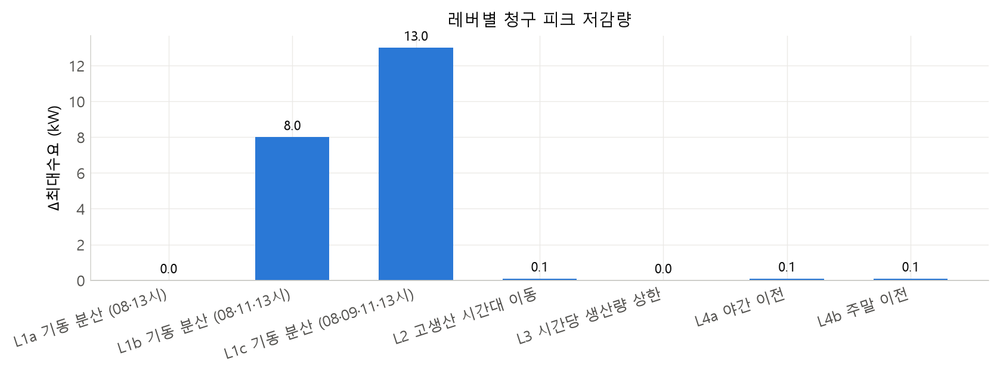 레버별 청구 피크 저감량
Δ최대수요 (kW)
12
10
8
6
4
2
0
0.0
8.0
13.0
0.1
0.0
0.1
0.1
L1a 기동 분산 (08·13시)
L1b 기동 분산 (08·11·13시)
L1c 기동 분산 (08·09·11·13시)
L2 고생산 시간대 이동
L3 시간당 생산량 상한
L4a 야간 이전
L4b 주말 이전